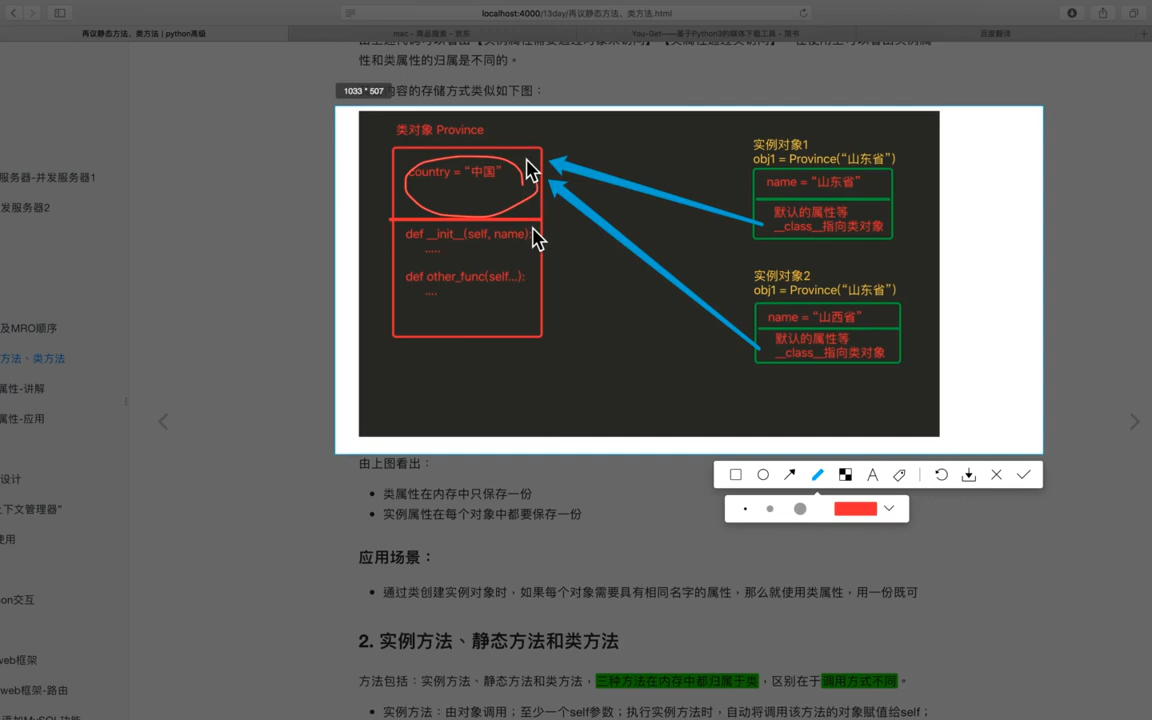 localhost:4000/13day/再议静态方法、类方法.html
再议静态方法、类方法 | python高级
mac - 商品搜索 - 京东
You-Get——基于Python3的媒体下载工具 - 简书
百度翻译
性和类属性的归属是不同的。
1033 * 507
内容的存储方式类似如下图：
类对象 Province
country = “中国”
def __init__(self, name):
.....
def other_func(self...):
....
实例对象1
obj1 = Province(“山东省”)
name = “山东省”
默认的属性等
__class__指向类对象
实例对象2
obj1 = Province(“山东省”)
name = “山西省”
默认的属性等
__class__指向类对象
服务器-并发服务器1
发服务器2
及MRO顺序
方法、类方法
属性-讲解
属性-应用
设计
上下文管理器”
使用
on交互
web框架
web框架-路由
由上图看出：
类属性在内存中只保存一份
实例属性在每个对象中都要保存一份
应用场景：
通过类创建实例对象时，如果每个对象需要具有相同名字的属性，那么就使用类属性，用一份既可
2. 实例方法、静态方法和类方法
方法包括：实例方法、静态方法和类方法，三种方法在内存中都归属于类，区别在于调用方式不同。
实例方法：由对象调用；至少一个self参数；执行实例方法时，自动将调用该方法的对象赋值给self；